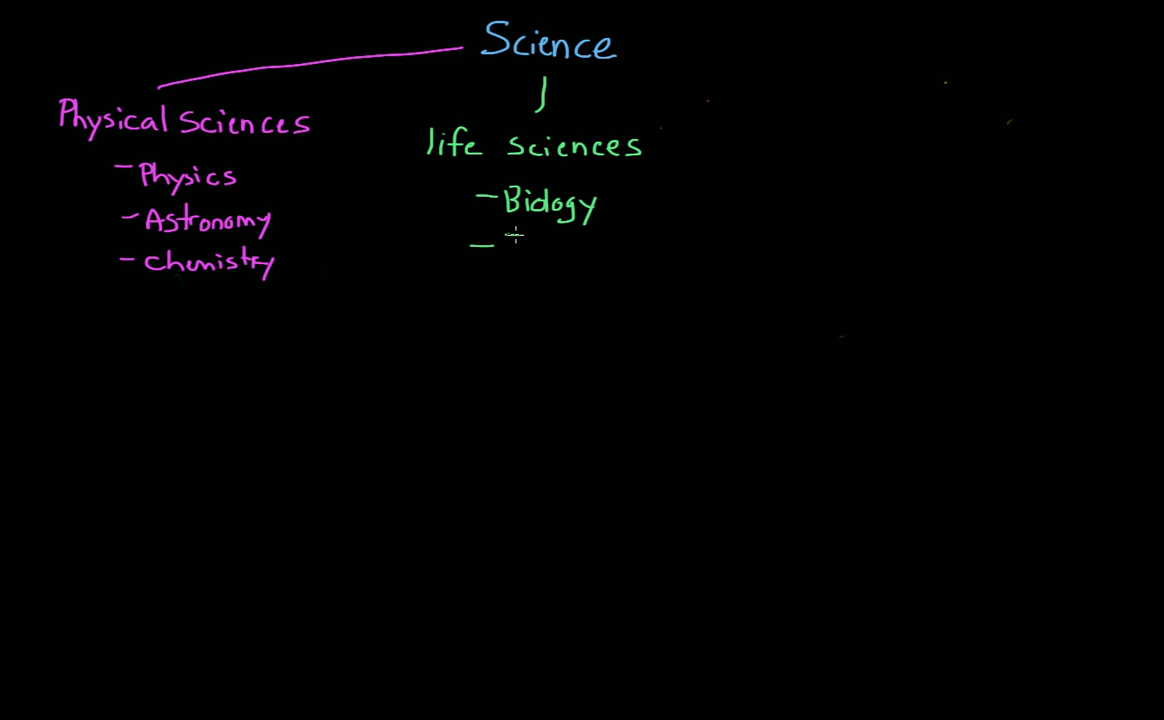 Science
Physical Sciences
- Physics
- Astronomy
- Chemistry
life sciences
- Biology
-